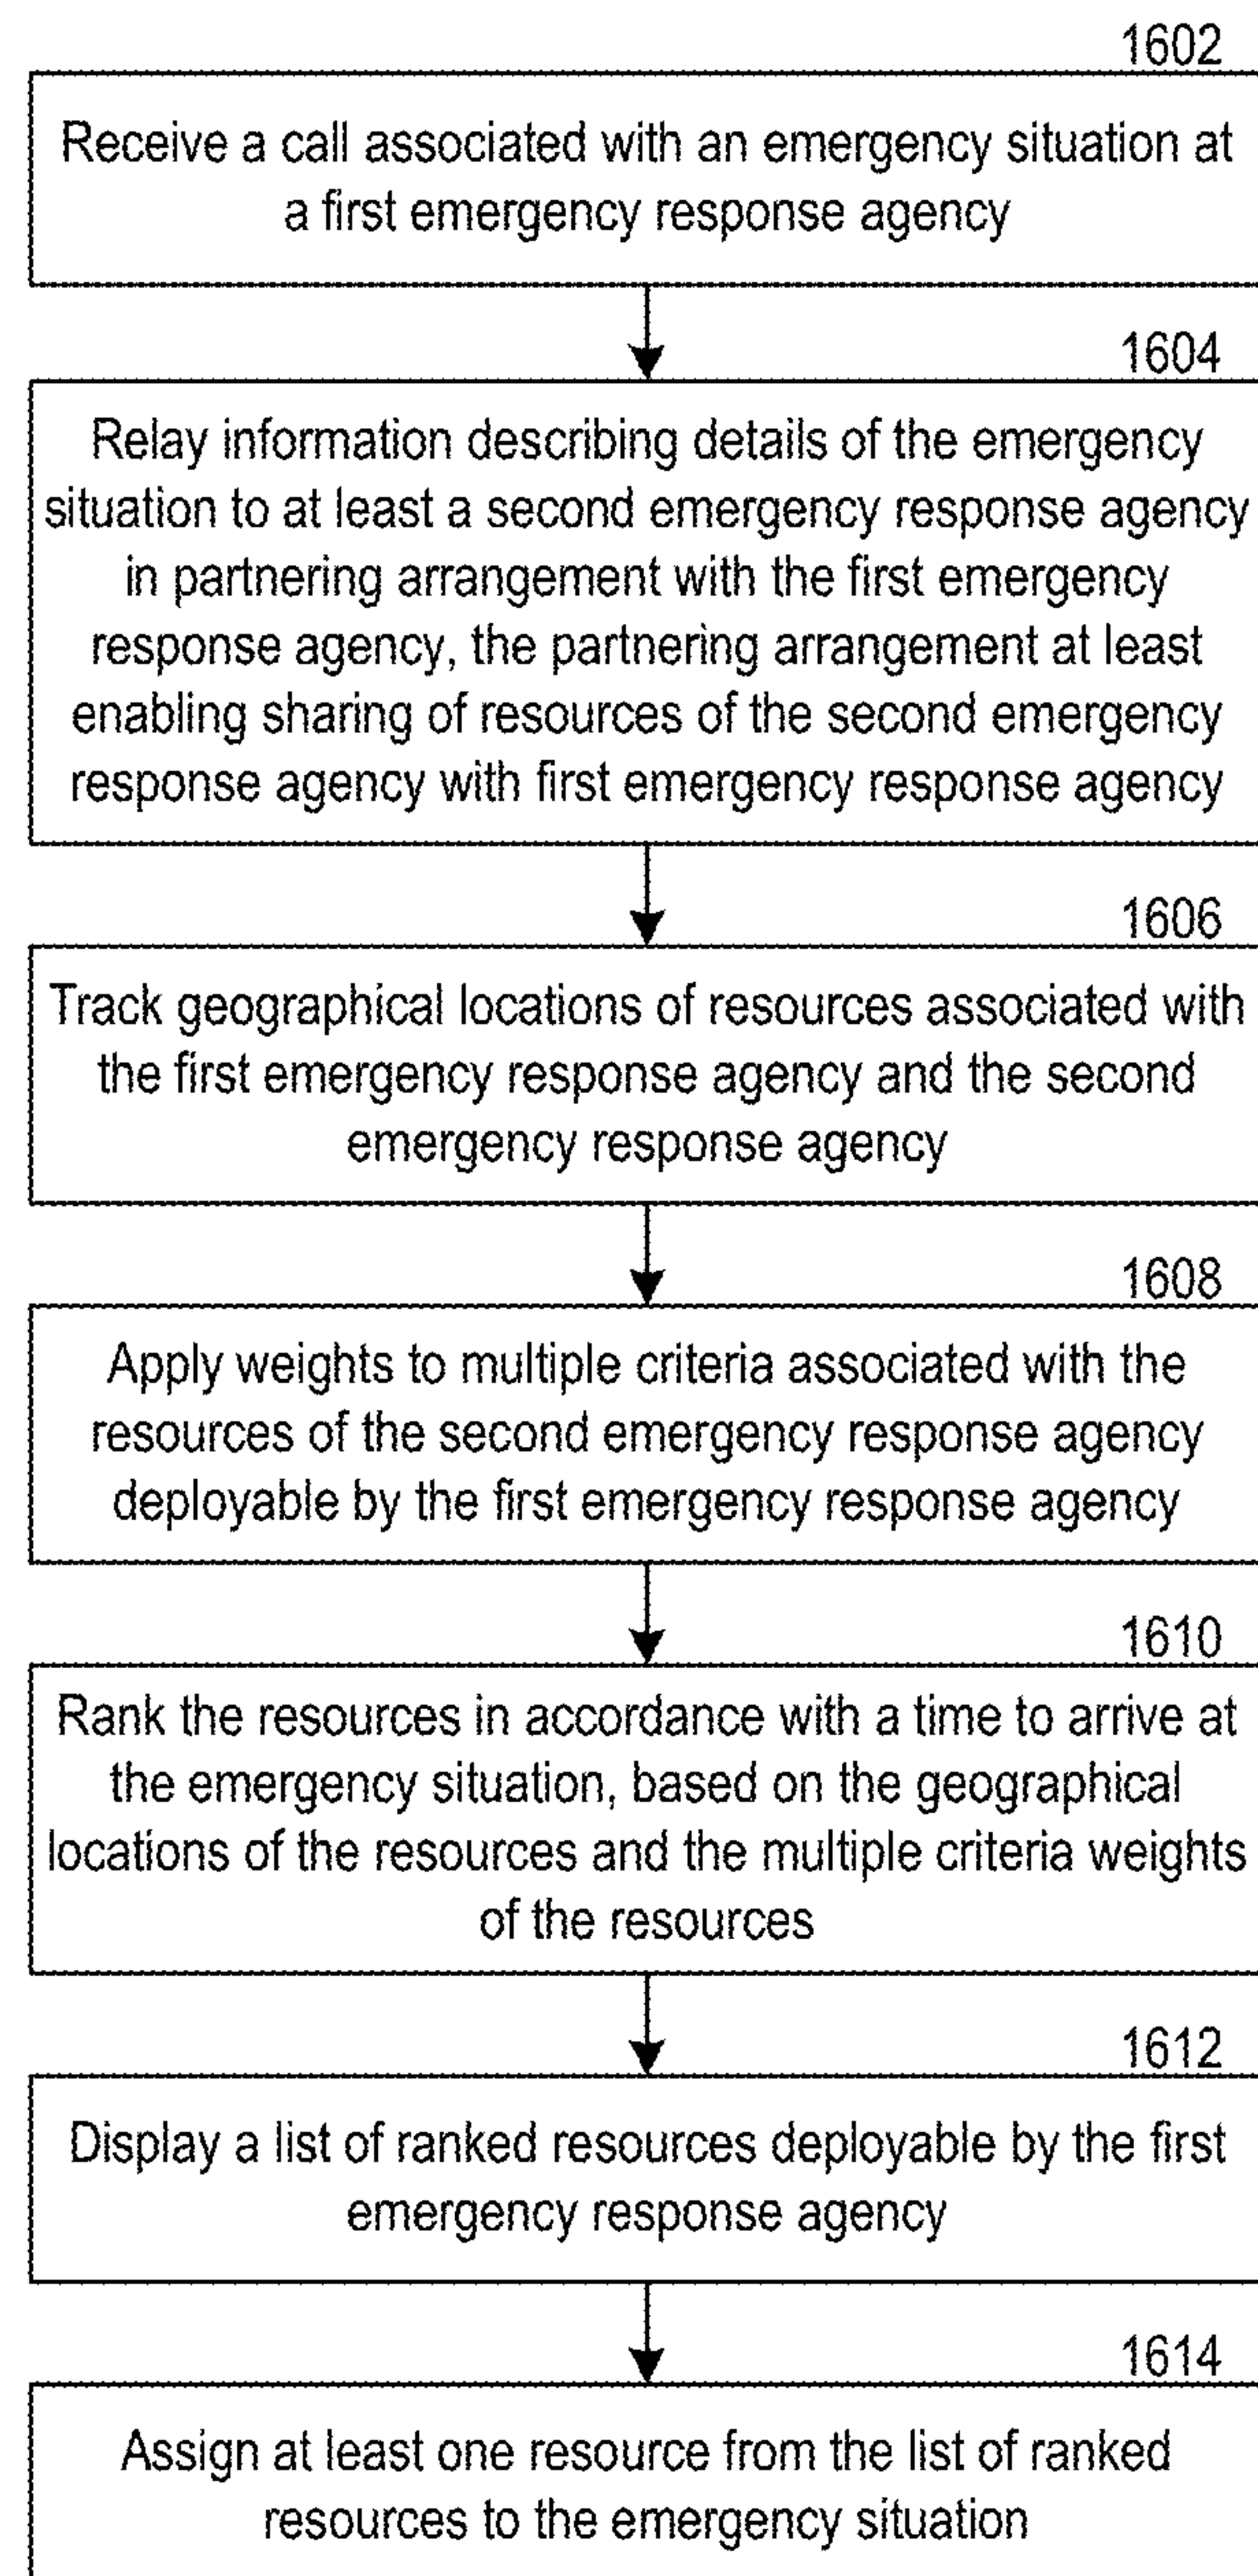 1602
Receive a call associated with an emergency situation at
a first emergency response agency
1604
Relay information describing details of the emergency
situation to at least a second emergency response agency
in partnering arrangement with the first emergency
response agency, the partnering arrangement at least
enabling sharing of resources of the second emergency
response agency with first emergency response agency
1606
Track geographical locations of resources associated with
the first emergency response agency and the second
emergency response agency
1608
Apply weights to multiple criteria associated with the
resources of the second emergency response agency
deployable by the first emergency response agency
1610
Rank the resources in accordance with a time to arrive at
the emergency situation, based on the geographical
locations of the resources and the multiple criteria weights
of the resources
1612
Display a list of ranked resources deployable by the first
emergency response agency
1614
Assign at least one resource from the list of ranked
resources to the emergency situation